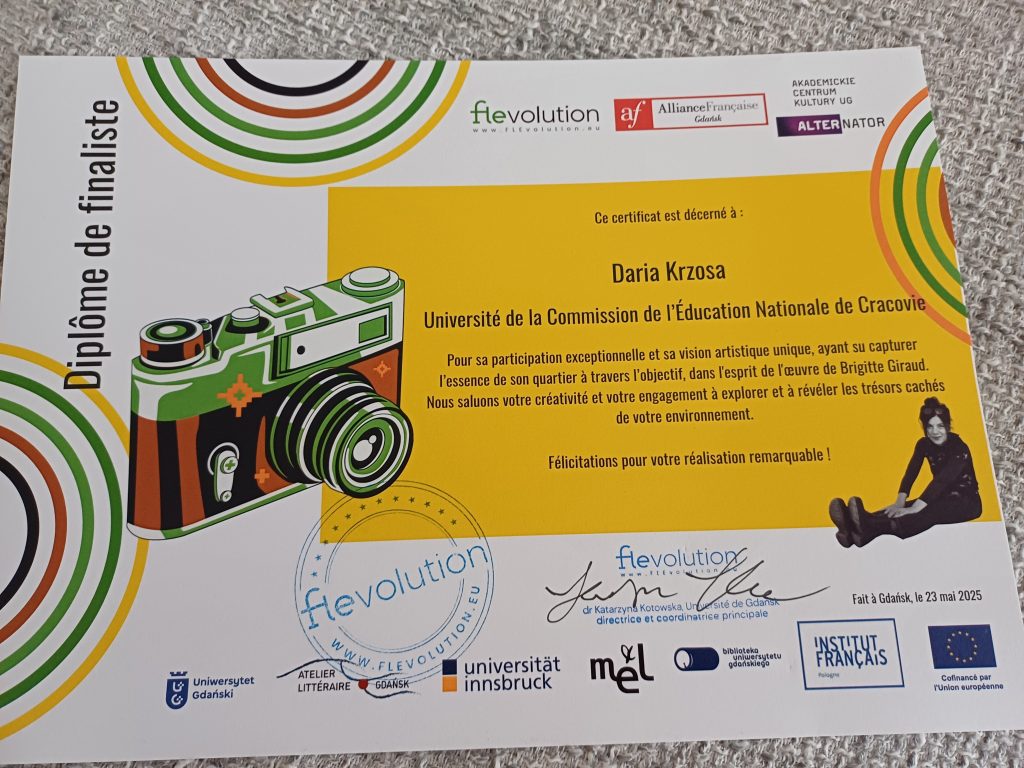 Diplôme de finaliste
flevolution
www.FLEvolution.eu
af AllianceFrançaise
Gdańsk
AKADEMICKIE
CENTRUM
KULTURY UG
ALTERNATOR
Ce certificat est décerné à :
Daria Krzosa
Université de la Commission de l'Éducation Nationale de Cracovie
Pour sa participation exceptionnelle et sa vision artistique unique, ayant su capturer
l'essence de son quartier à travers l'objectif, dans l'esprit de l'œuvre de Brigitte Giraud.
Nous saluons votre créativité et votre engagement à explorer et à révéler les trésors cachés
de votre environnement.
Félicitations pour votre réalisation remarquable !
flevolution
WWW.FLEVOLUTION.EU
flevolution
www.FLEvolution.eu
dr Katarzyna Kotowska, Université de Gdańsk
directrice et coordinatrice principale
Fait à Gdańsk, le 23 mai 2025
Uniwersytet
Gdański
ATELIER
LITTÉRAIRE GDAŃSK
universität
innsbruck
m&el
biblioteka
uniwersytetu
gdańskiego
INSTITUT
FRANÇAIS
Pologne
Cofinancé par
l'Union européenne